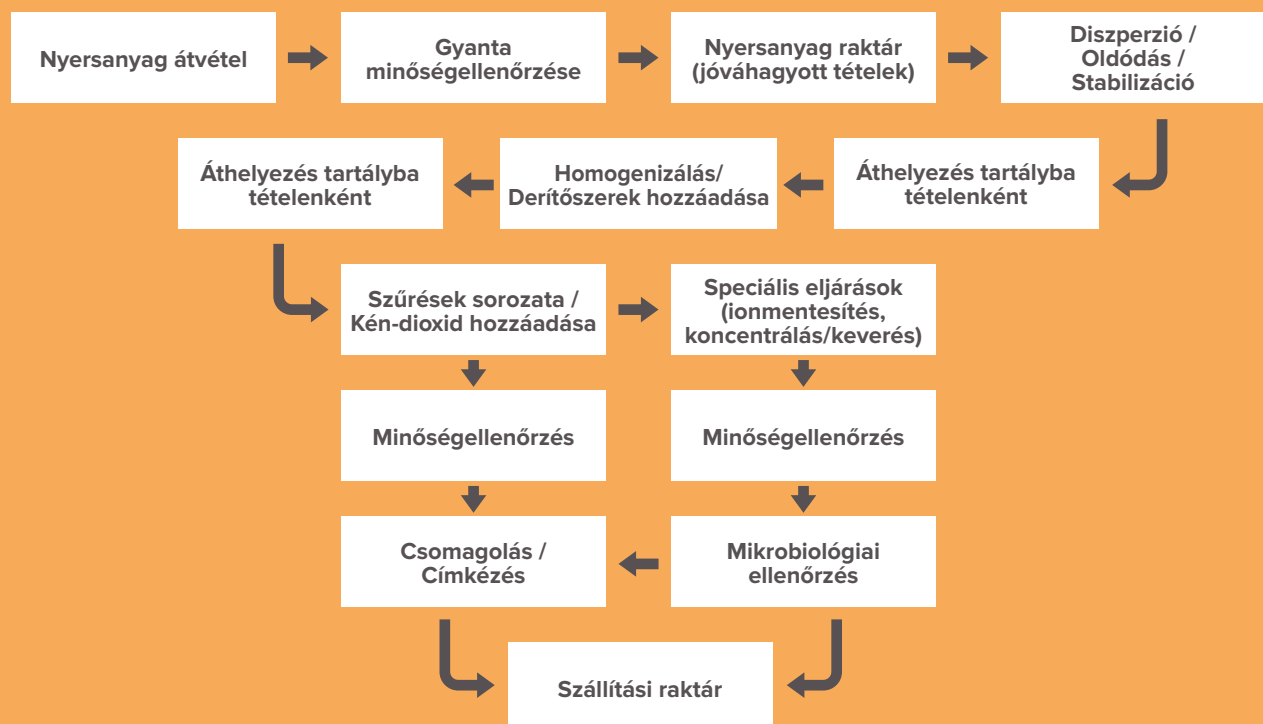 Nyersanyag átvétel
Gyanta
minőségellenőrzése
Nyersanyag raktár
(jóváhagyott tételek)
Diszperzió /
Oldódás /
Stabilizáció
Áthelyezés tartályba
tételenként
Homogenizálás/
Derítőszerek hozzáadása
Áthelyezés tartályba
tételenként
Szűrések sorozata /
Kén-dioxid hozzáadása
Speciális eljárások
(ionmentesítés,
koncentrálás/keverés)
Minőségellenőrzés
Minőségellenőrzés
Csomagolás /
Címkézés
Mikrobiológiai
ellenőrzés
Szállítási raktár